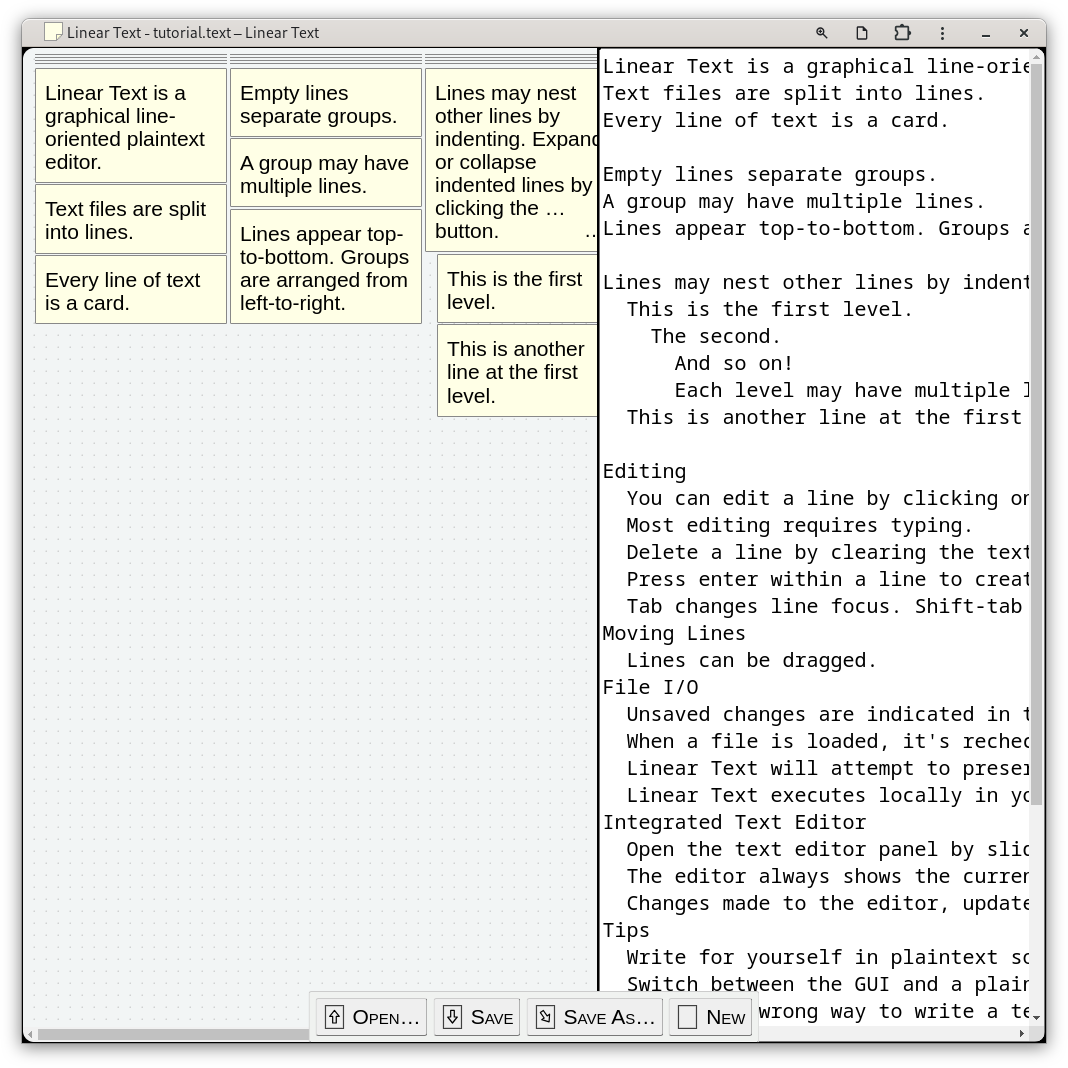 Linear Text - tutorial.text – Linear Text
Linear Text is a
graphical line-
oriented plaintext
editor.
Text files are split
into lines.
Every line of text
is a card.
Empty lines
separate groups.
A group may have
multiple lines.
Lines appear top-
to-bottom. Groups
are arranged from
left-to-right.
Lines may nest
other lines by
indenting. Expand
or collapse
indented lines by
clicking the …
button. ..
This is the first
level.
This is another
line at the first
level.
Linear Text is a graphical line-orie
Text files are split into lines.
Every line of text is a card.
Empty lines separate groups.
A group may have multiple lines.
Lines appear top-to-bottom. Groups a
Lines may nest other lines by indent
This is the first level.
The second.
And so on!
Each level may have multiple l
This is another line at the first
Editing
You can edit a line by clicking on
Most editing requires typing.
Delete a line by clearing the text
Press enter within a line to creat
Tab changes line focus. Shift-tab
Moving Lines
Lines can be dragged.
File I/O
Unsaved changes are indicated in t
When a file is loaded, it's rechec
Linear Text will attempt to preser
Linear Text executes locally in yo
Integrated Text Editor
Open the text editor panel by slid
The editor always shows the curren
Changes made to the editor, update
Tips
Write for yourself in plaintext so
Switch between the GUI and a plain
wrong way to write a te
Open…
Save
Save As…
New